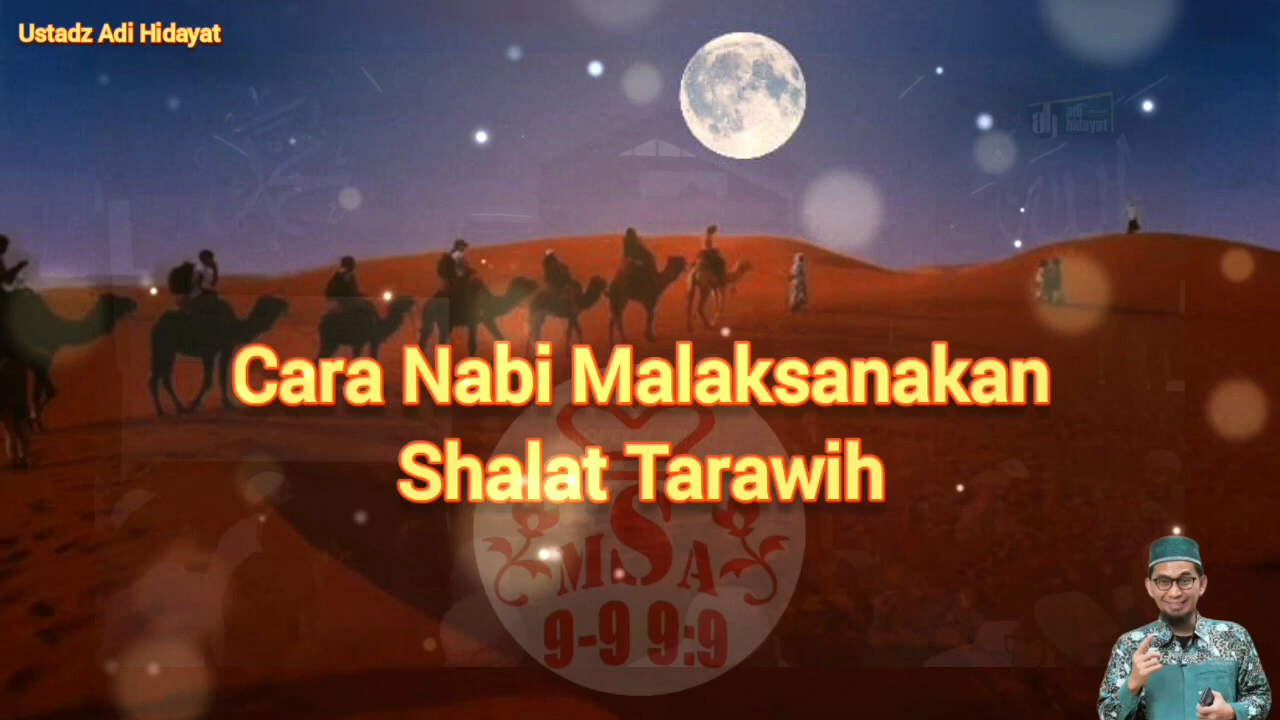 Ustadz Adi Hidayat
adi
hidayat
Cara Nabi Malaksanakan
Shalat Tarawih
MSA
9-9 9:9